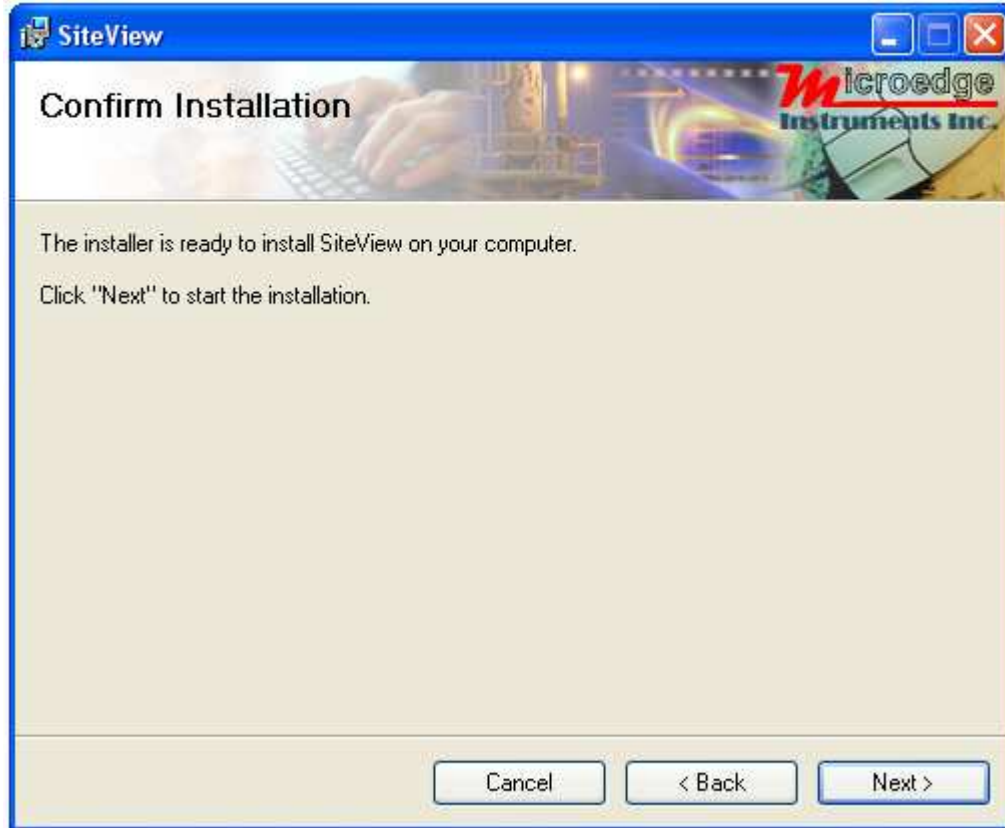 SiteView
Confirm Installation
Microedge
Instruments Inc.
The installer is ready to install SiteView on your computer.
Click "Next" to start the installation.
Cancel
< Back
Next >